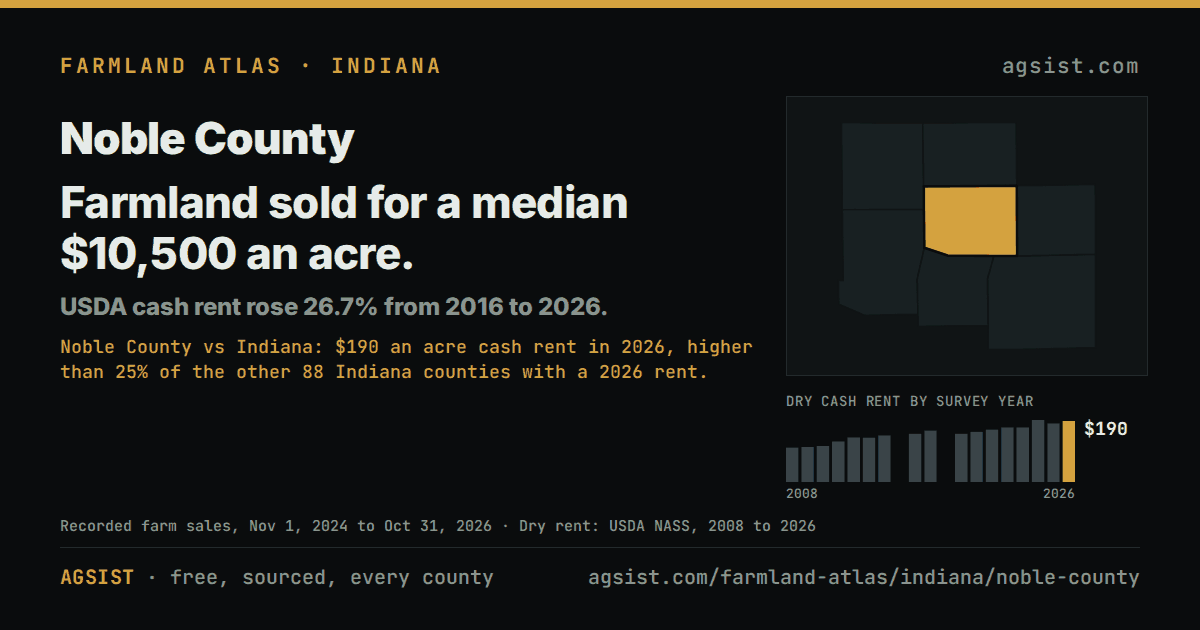 FARMLAND ATLAS · INDIANA
agsist.com
Noble County
Farmland sold for a median
$10,500 an acre.
USDA cash rent rose 26.7% from 2016 to 2026.
Noble County vs Indiana: $190 an acre cash rent in 2026, higher
than 25% of the other 88 Indiana counties with a 2026 rent.
DRY CASH RENT BY SURVEY YEAR
$190
2008
2026
Recorded farm sales, Nov 1, 2024 to Oct 31, 2026 · Dry rent: USDA NASS, 2008 to 2026
AGSIST · free, sourced, every county
agsist.com/farmland-atlas/indiana/noble-county